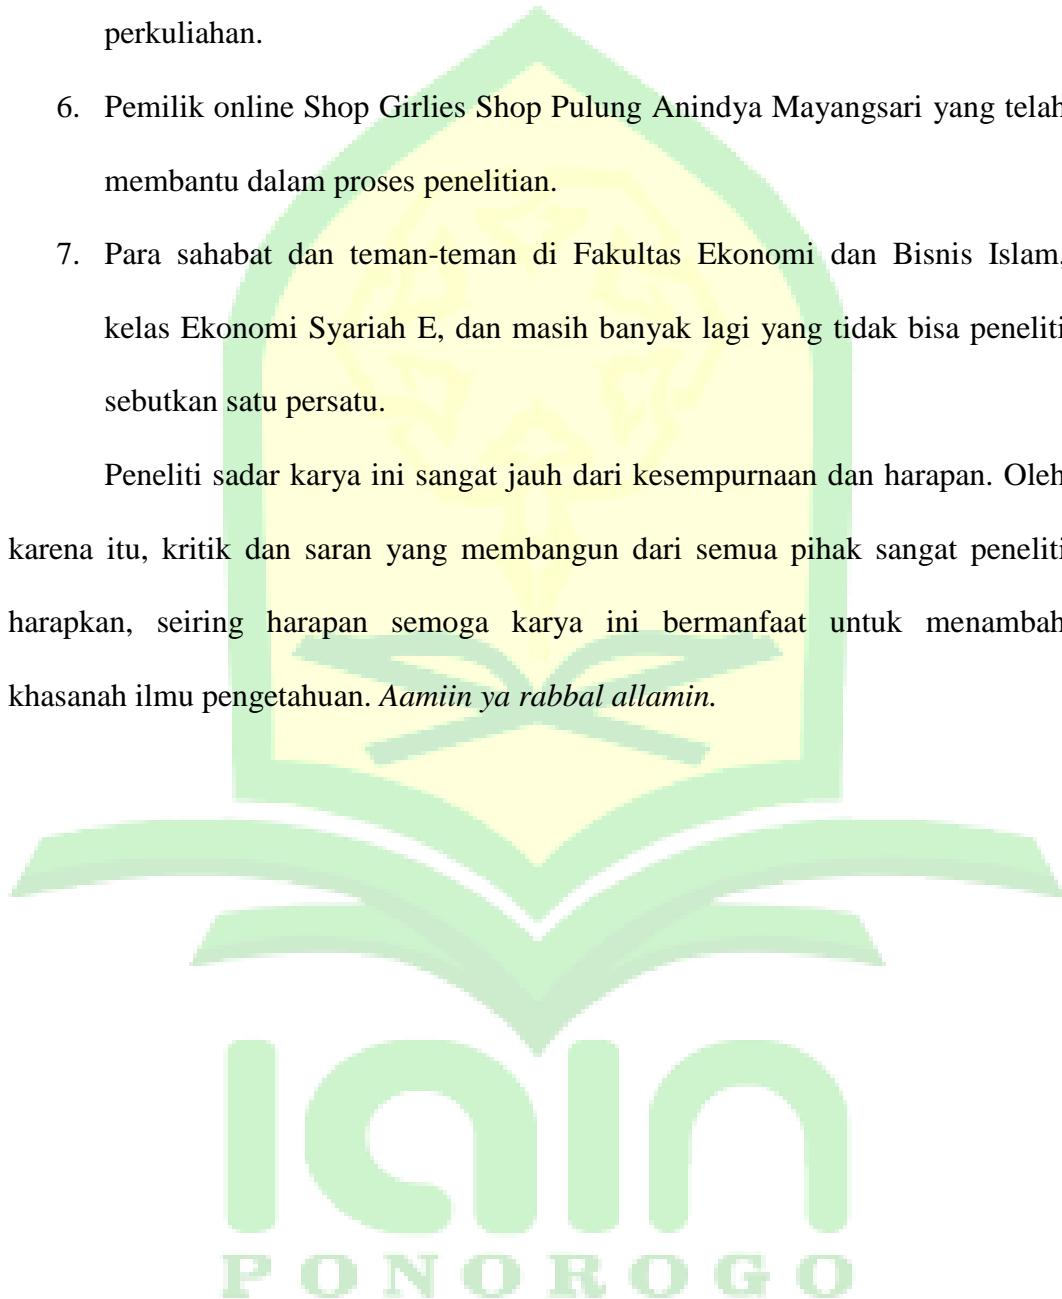 perkuliahan.
6. Pemilik online Shop Girlies Shop Pulung Anindya Mayangsari yang telah
membantu dalam proses penelitian.
7. Para sahabat dan teman-teman di Fakultas Ekonomi dan Bisnis Islam,
kelas Ekonomi Syariah E, dan masih banyak lagi yang tidak bisa peneliti
sebutkan satu persatu.
Peneliti sadar karya ini sangat jauh dari kesempurnaan dan harapan. Oleh
karena itu, kritik dan saran yang membangun dari semua pihak sangat peneliti
harapkan, seiring harapan semoga karya ini bermanfaat untuk menambah
khasanah ilmu pengetahuan. Aamiin ya rabbal allamin.
iain
PONOROGO